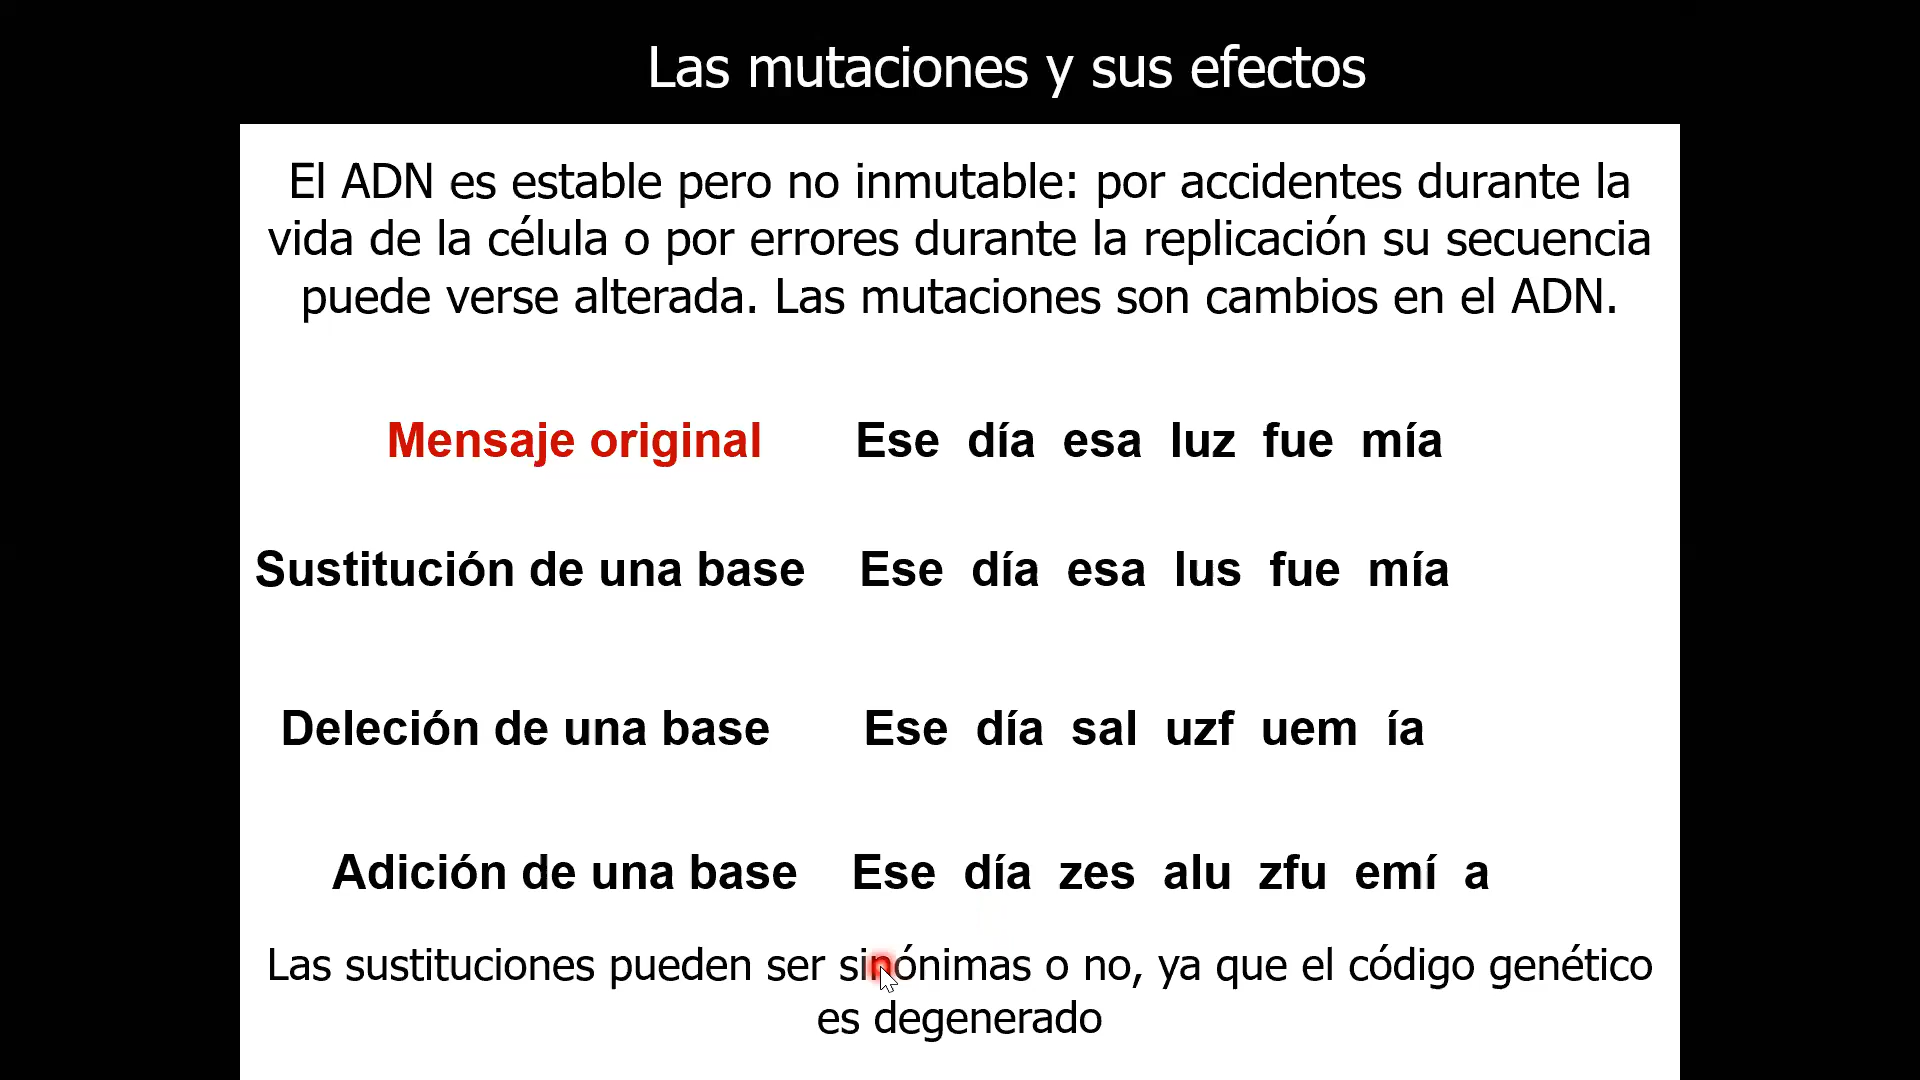 Las mutaciones y sus efectos
El ADN es estable pero no inmutable: por accidentes durante la
vida de la célula o por errores durante la replicación su secuencia
puede verse alterada. Las mutaciones son cambios en el ADN.
Mensaje original Ese día esa luz fue mía
Sustitución de una base Ese día esa lus fue mía
Deleción de una base Ese día sal uzf uem ía
Adición de una base Ese día zes alu zfu emí a
Las sustituciones pueden ser sinónimas o no, ya que el código genético
es degenerado